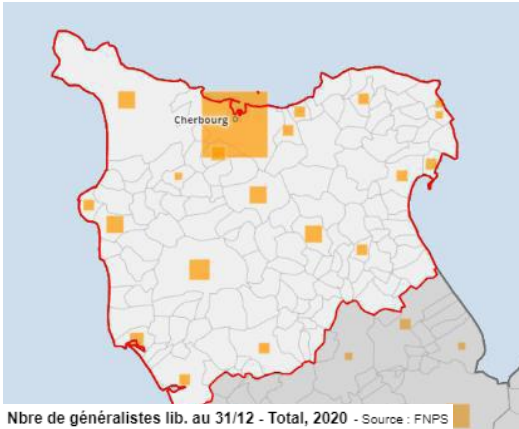 Cherbourg
Nbre de généralistes lib. au 31/12 - Total, 2020 - Source : FNPS